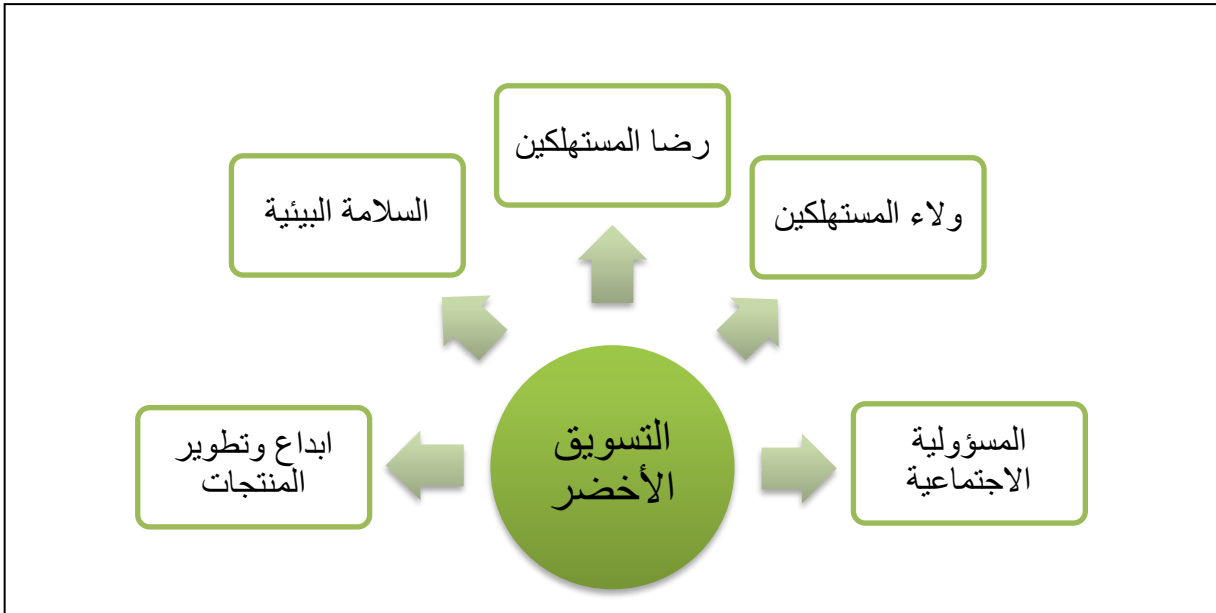 رضا المستهلكين
ولاء المستهلكين
السلامة البيئية
المسؤولية
الاجتماعية
التسويق
الأخضر
ابداع وتطوير
المنتجات